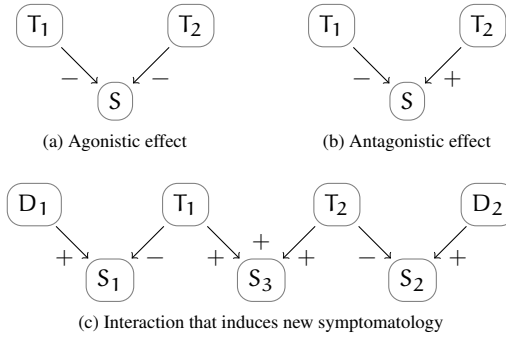 T1 T2 T1 T2
− − − +
S S
(a) Agonistic effect (b) Antagonistic effect
D1 T1 T2 D2
+ − + + + − +
S1 S3 S2
(c) Interaction that induces new symptomatology